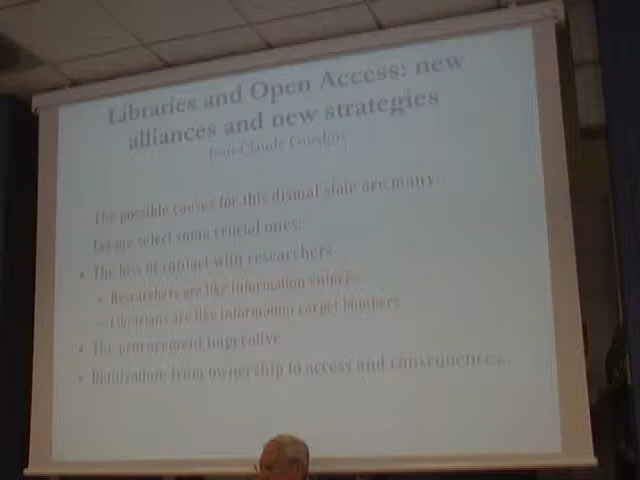 Libraries and Open Access: new
alliances and new strategies
Jean-Claude Guédon
The possible causes for this dismal state are many.
Let me select some crucial ones:
• The loss of contact with researchers
– Researchers are like information snipers
– Librarians are like information carpet bombers
• The procurement imperative
• Digitization: from ownership to access and consequences...